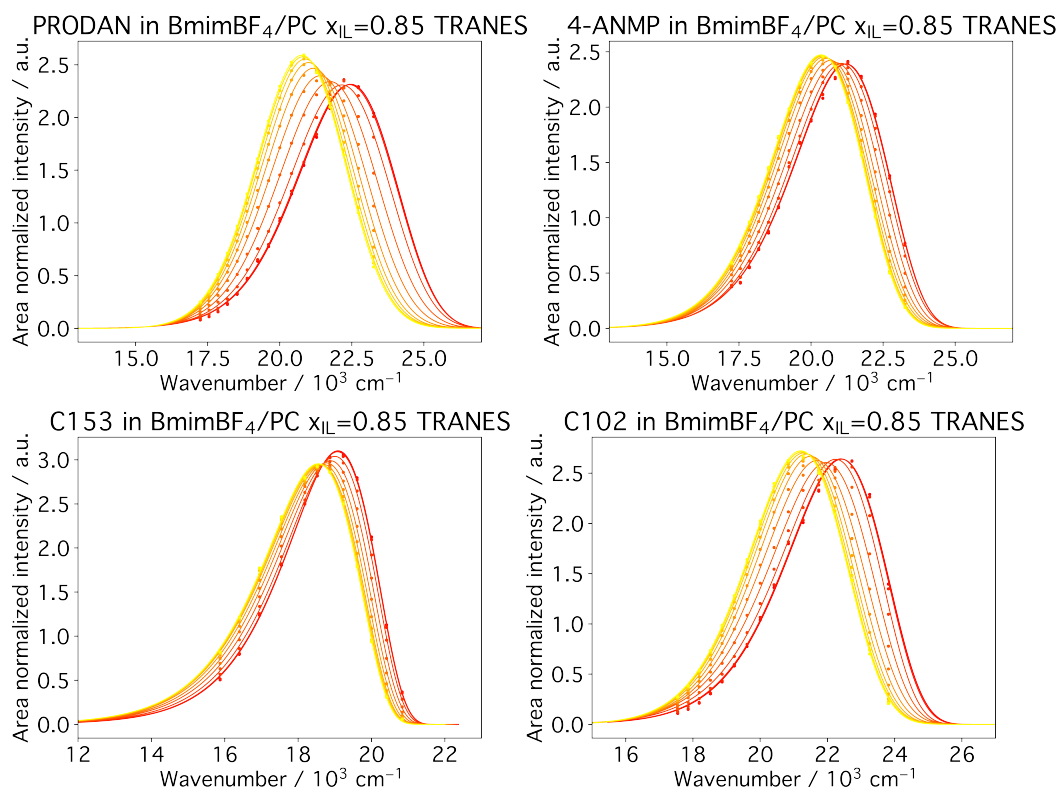 PRODAN in BmimBF₄/PC x_IL=0.85 TRANES
Area normalized intensity / a.u.
2.5
2.0
1.5
1.0
0.5
0.0
15.0 17.5 20.0 22.5 25.0
Wavenumber / 10³ cm⁻¹
4-ANMP in BmimBF₄/PC x_IL=0.85 TRANES
Area normalized intensity / a.u.
2.5
2.0
1.5
1.0
0.5
0.0
15.0 17.5 20.0 22.5 25.0
Wavenumber / 10³ cm⁻¹
C153 in BmimBF₄/PC x_IL=0.85 TRANES
Area normalized intensity / a.u.
3.0
2.5
2.0
1.5
1.0
0.5
0.0
12 14 16 18 20 22
Wavenumber / 10³ cm⁻¹
C102 in BmimBF₄/PC x_IL=0.85 TRANES
Area normalized intensity / a.u.
2.5
2.0
1.5
1.0
0.5
0.0
16 18 20 22 24 26
Wavenumber / 10³ cm⁻¹